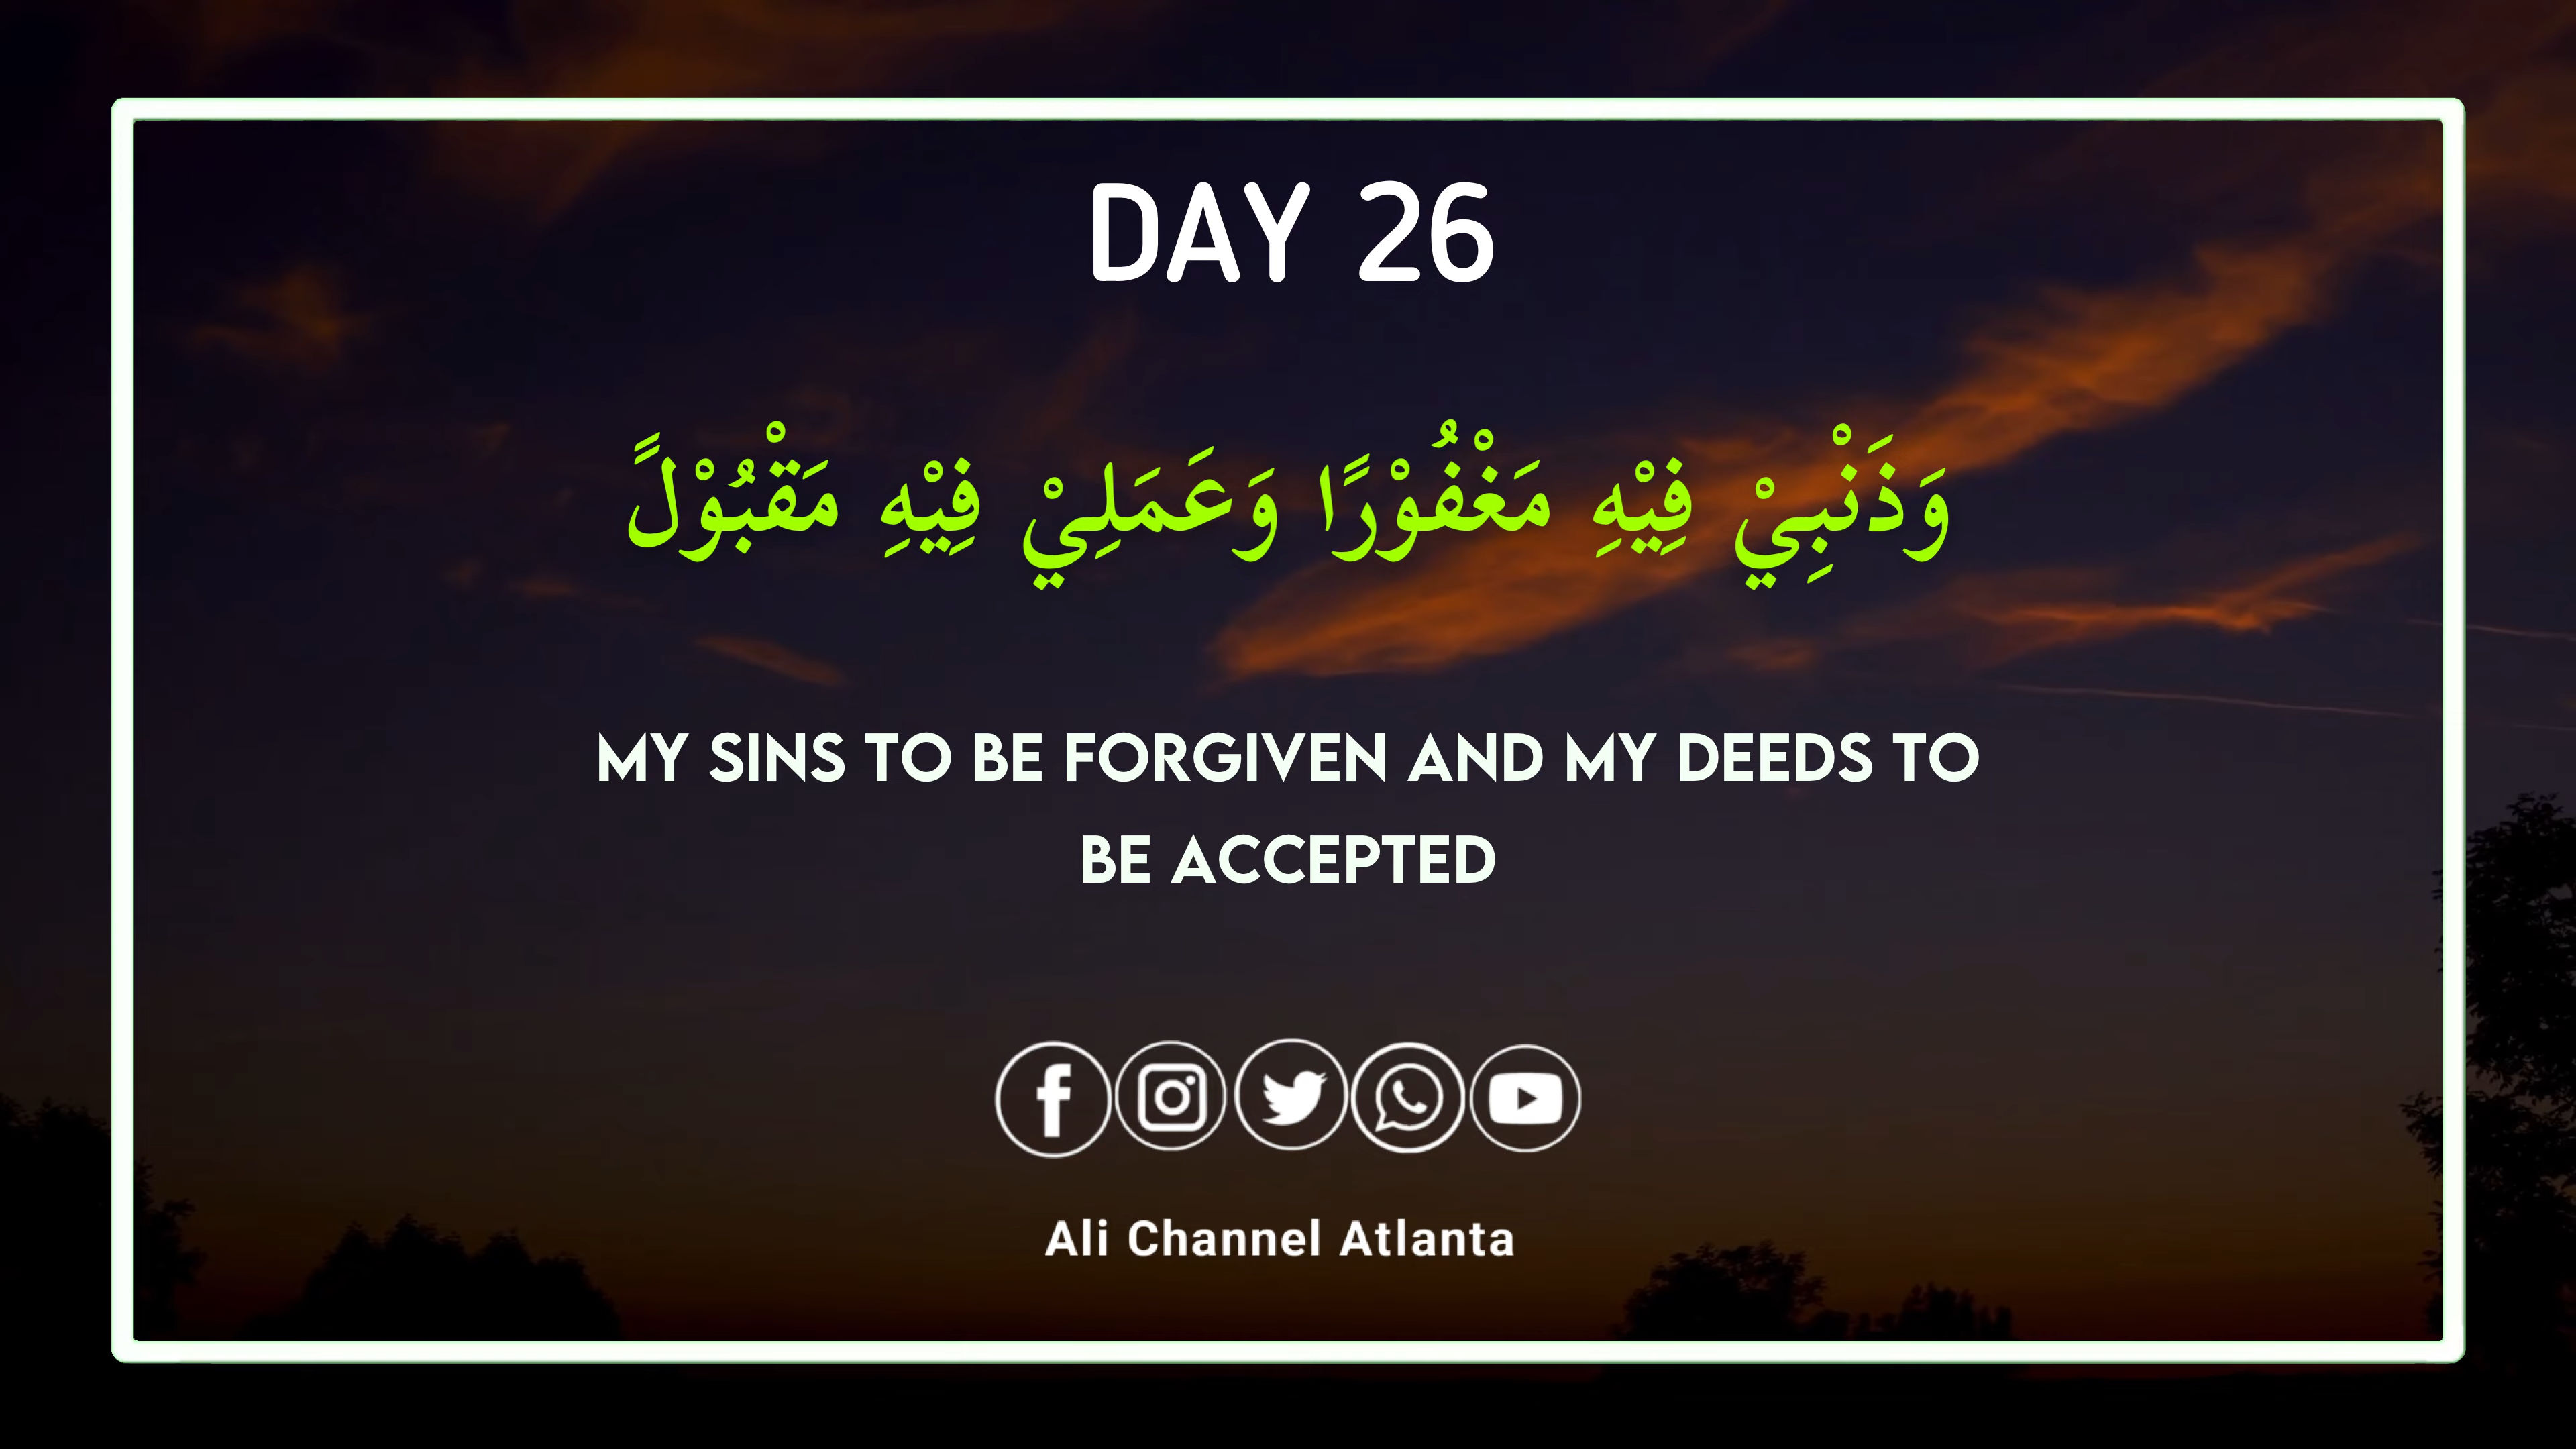 DAY 26
وَذَنْبِيْ فِيْهِ مَغْفُوْرًا وَعَمَلِيْ فِيْهِ مَقْبُوْلً
MY SINS TO BE FORGIVEN AND MY DEEDS TO
BE ACCEPTED
Ali Channel Atlanta